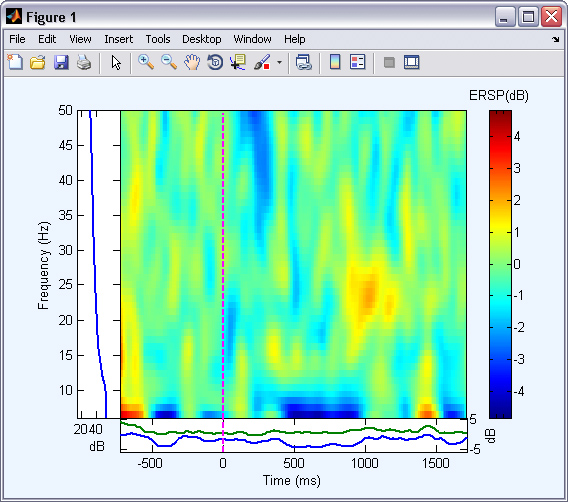 Figure 1
File Edit View Insert Tools Desktop Window Help
ERSP(dB)
50
45
40
35
30
25
20
15
10
Frequency (Hz)
4
3
2
1
0
-1
-2
-3
-4
20 40
dB
5
-5
dB
-500 0 500 1000 1500
Time (ms)